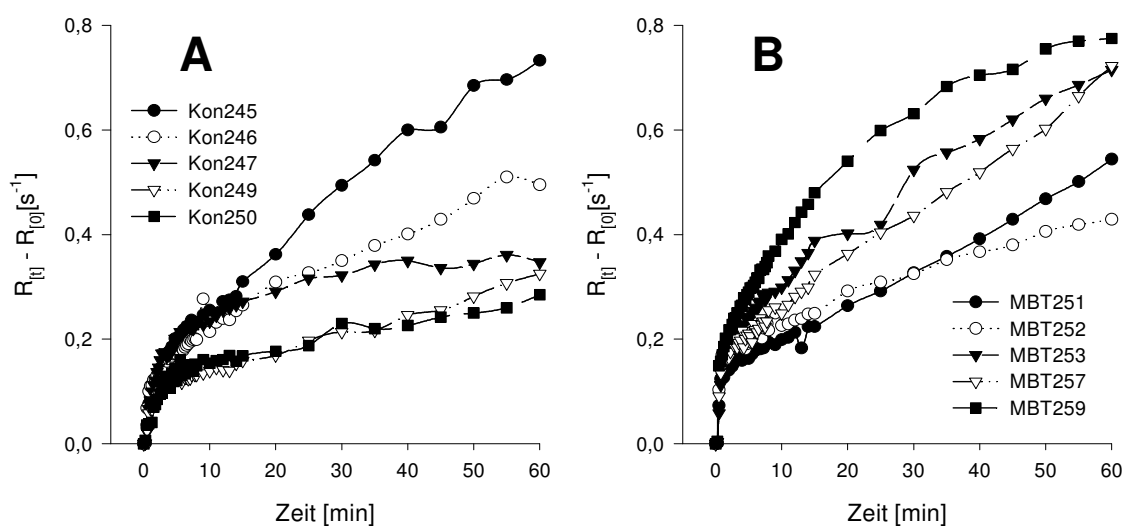 A
0,8
0,6
0,4
0,2
0,0
R[t] - R[0][s-1]
Kon245
Kon246
Kon247
Kon249
Kon250
0 10 20 30 40 50 60
Zeit [min]
B
0,8
0,6
0,4
0,2
0,0
R[t] - R[0][s-1]
MBT251
MBT252
MBT253
MBT257
MBT259
0 10 20 30 40 50 60
Zeit [min]